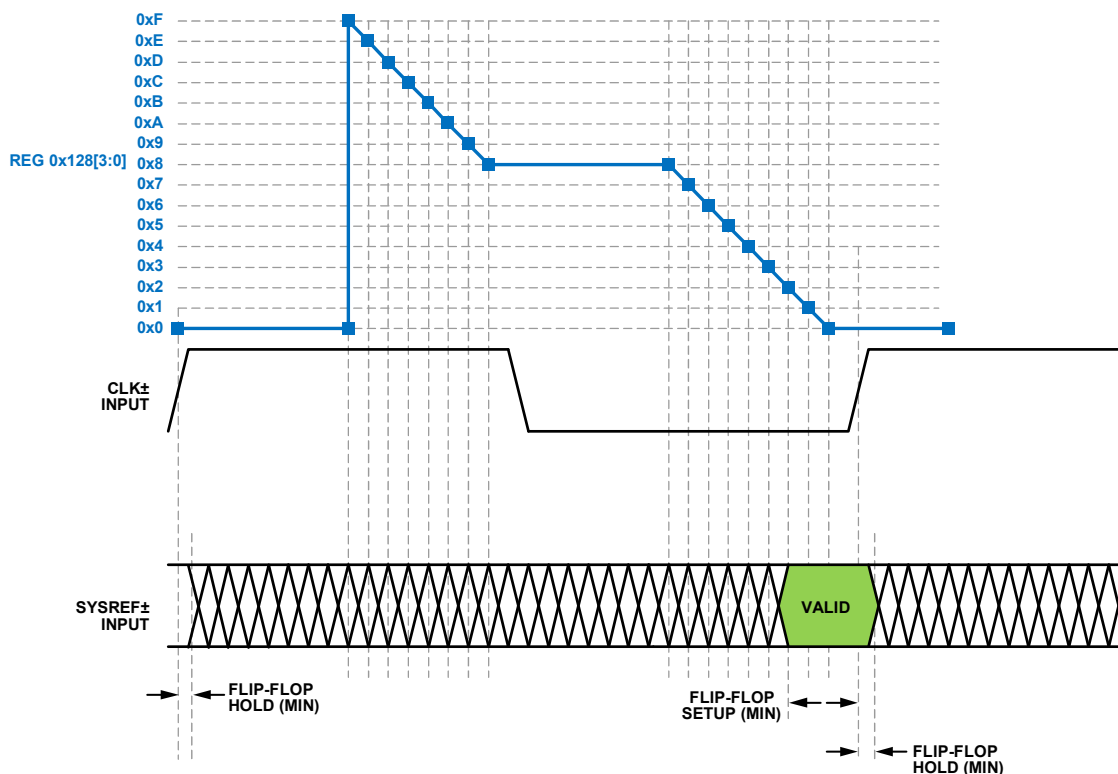 0xF
0xE
0xD
0xC
0xB
0xA
0x9
REG 0x128[3:0] 0x8
0x7
0x6
0x5
0x4
0x3
0x2
0x1
0x0
CLK±
INPUT
SYSREF±
INPUT
VALID
FLIP-FLOP
HOLD (MIN)
FLIP-FLOP
SETUP (MIN)
FLIP-FLOP
HOLD (MIN)